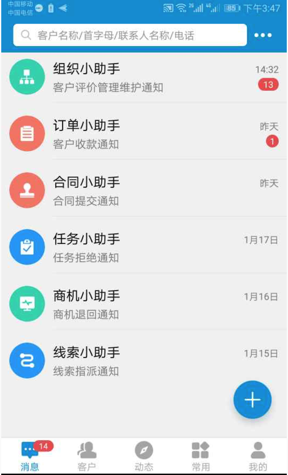 中国移动
中国电信
2G 4G 85 下午3:47
客户名称/首字母/联系人名称/电话
组织小助手 14:32
客户评价管理维护通知 13
订单小助手 昨天
客户收款通知 1
合同小助手 昨天
合同提交通知
任务小助手 1月17日
任务拒绝通知
商机小助手 1月16日
商机退回通知
线索小助手 1月15日
线索指派通知
14
消息 客户 动态 常用 我的